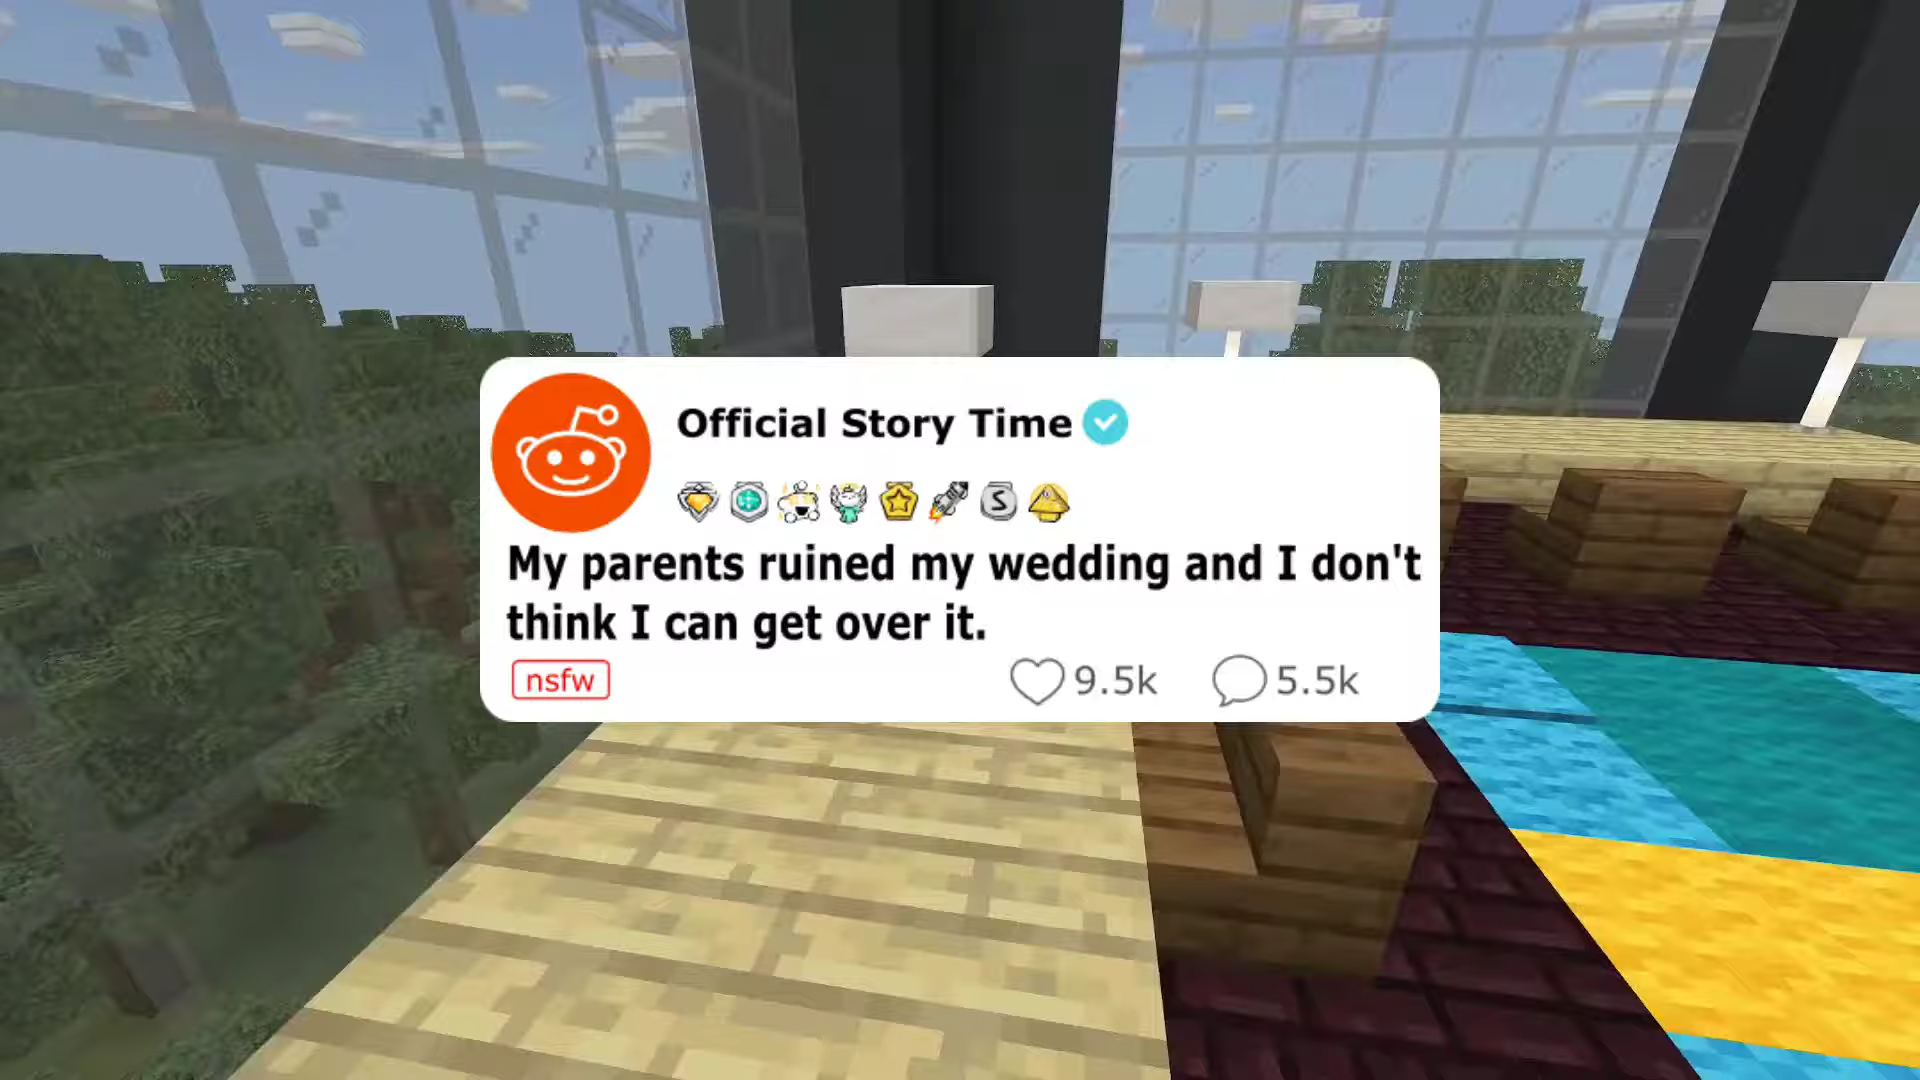 Official Story Time
My parents ruined my wedding and I don't
think I can get over it.
nsfw 9.5k 5.5k